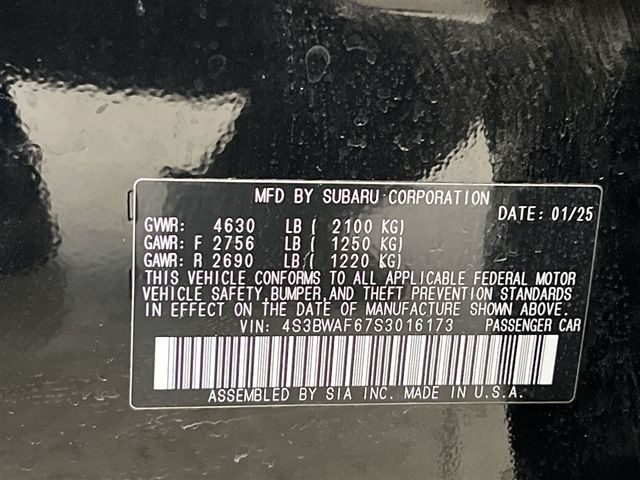 MFD BY SUBARU CORPORATION
DATE: 01/25
GVWR: 4630 LB ( 2100 KG)
GAWR: F 2756 LB ( 1250 KG)
GAWR: R 2690 LB ( 1220 KG)
THIS VEHICLE CONFORMS TO ALL APPLICABLE FEDERAL MOTOR
VEHICLE SAFETY,BUMPER,AND THEFT PREVENTION STANDARDS
IN EFFECT ON THE DATE OF MANUFACTURE SHOWN ABOVE.
VIN: 4S3BWAF67S3016173 PASSENGER CAR
ASSEMBLED BY SIA INC. MADE IN U.S.A.